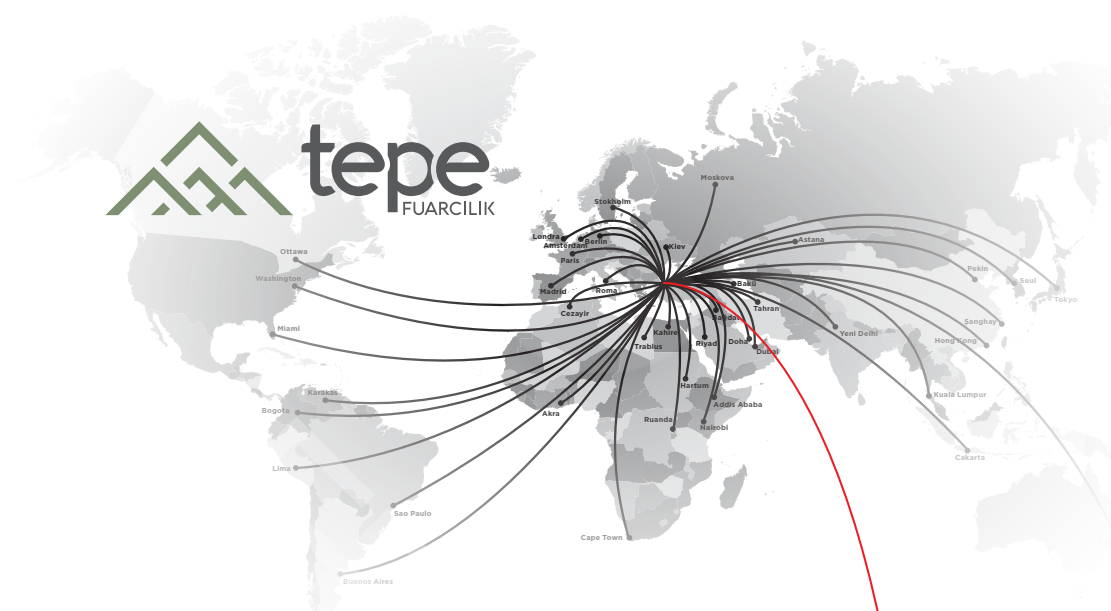 tepe
FUARCILIK
Moskova
Stokholm
Londra
Amsterdam
Berlin
Kiev
Astana
Paris
Ottawa
Washington
Madrid
Roma
Bakü
Pekin
Seul
Tokyo
Cezayir
Bağdat
Tahran
Miami
Trablus
Kahire
Riyad
Doha
Dubai
Yeni Delhi
Sanghay
Hong Kong
Karakas
Bogota
Akra
Hartum
Addis Ababa
Kuala Lumpur
Ruanda
Nairobi
Lima
Cakarta
Sao Paulo
Cape Town
Buenos Aires